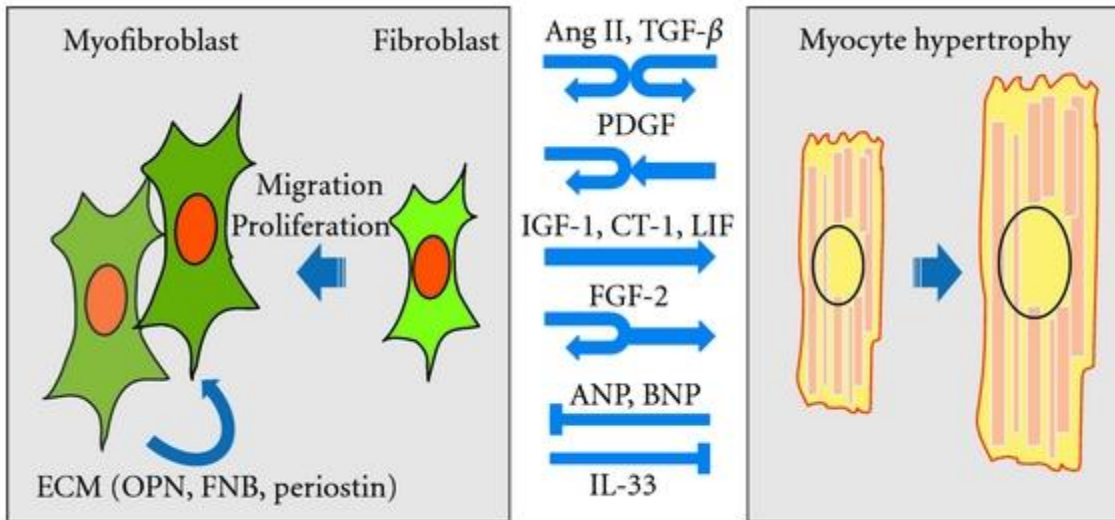 Myofibroblast
Fibroblast
Migration
Proliferation
ECM (OPN, FNB, periostin)
Ang II, TGF-β
PDGF
IGF-1, CT-1, LIF
FGF-2
ANP, BNP
IL-33
Myocyte hypertrophy